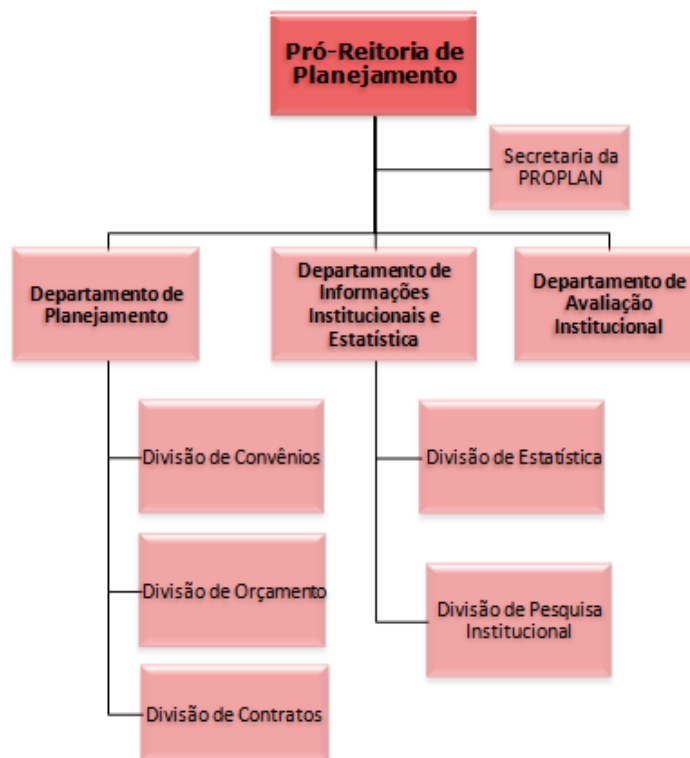 Pró-Reitoria de
Planejamento
Secretaria da
PROPLAN
Departamento de
Planejamento
Departamento de
Informações
Institucionais e
Estatística
Departamento de
Avaliação
Institucional
Divisão de Convênios
Divisão de Orçamento
Divisão de Contratos
Divisão de Estatística
Divisão de Pesquisa
Institucional